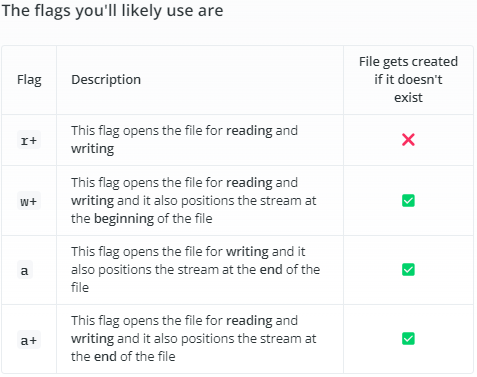 The flags you'll likely use are
Flag
Description
File gets created
if it doesn't
exist
r+
This flag opens the file for reading and
writing
w+
This flag opens the file for reading and
writing and it also positions the stream at
the beginning of the file
a
This flag opens the file for writing and it
also positions the stream at the end of the
file
a+
This flag opens the file for reading and
writing and it also positions the stream at
the end of the file